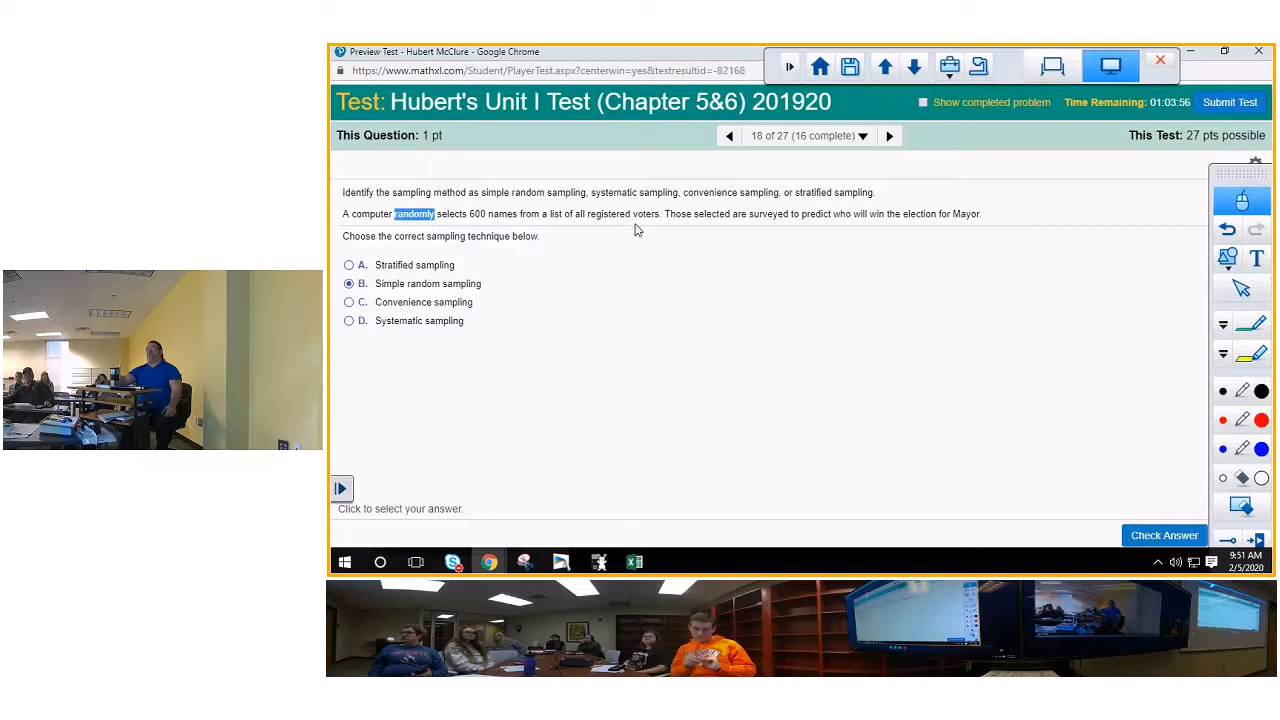 Preview Test - Hubert McClure - Google Chrome
https://www.mathxl.com/Student/PlayerTest.aspx?centerwin=yes&testresultid=-82168
Test: Hubert's Unit I Test (Chapter 5&6) 201920
Show completed problem
Time Remaining: 01:03:56
Submit Test
This Question: 1 pt
18 of 27 (16 complete)
This Test: 27 pts possible
Identify the sampling method as simple random sampling, systematic sampling, convenience sampling, or stratified sampling.
A computer randomly selects 600 names from a list of all registered voters. Those selected are surveyed to predict who will win the election for Mayor.
Choose the correct sampling technique below.
A. Stratified sampling
B. Simple random sampling
C. Convenience sampling
D. Systematic sampling
Click to select your answer.
Check Answer
T
9:51 AM
2/5/2020